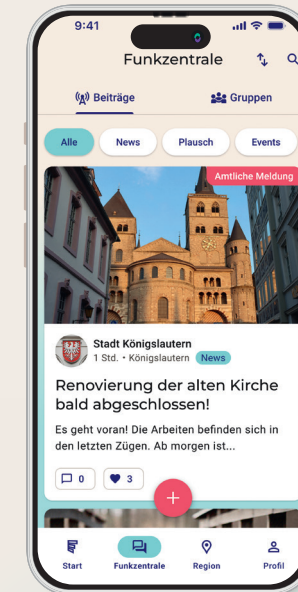 9:41
Funkzentrale
Beiträge
Gruppen
Alle
News
Plausch
Events
Amtliche Meldung
Stadt Königslautern
1 Std. • Königslautern News
Renovierung der alten Kirche
bald abgeschlossen!
Es geht voran! Die Arbeiten befinden sich in
den letzten Zügen. Ab morgen ist...
0
3
Start
Funkzentrale
Region
Profil